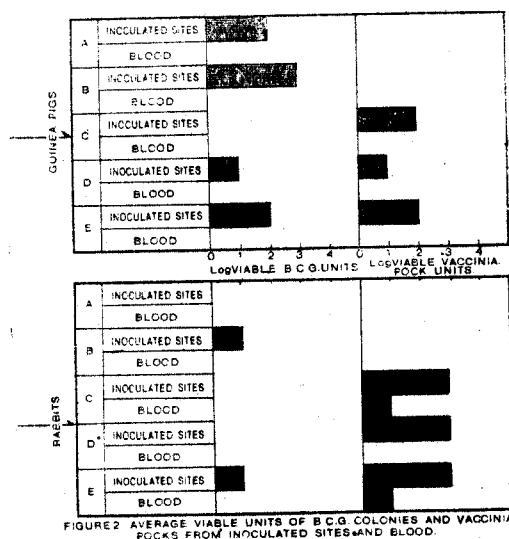 GUINEA PIGS
A INOCULATED SITES
BLOOD
B INOCULATED SITES
BLOOD
C INOCULATED SITES
BLOOD
D INOCULATED SITES
BLOOD
E INOCULATED SITES
BLOOD
0 1 2 3 0 1 2 3 4
Log VIABLE B.C.G. UNITS Log VIABLE VACCINIA
POCK UNITS.
RABBITS
A INOCULATED SITES
BLOOD
B INOCULATED SITES
BLOOD
C INOCULATED SITES
BLOOD
D INOCULATED SITES
BLOOD
E INOCULATED SITES
BLOOD
FIGURE 2 AVERAGE VIABLE UNITS OF B.C.G. COLONIES AND VACCINIA
POCKS FROM INOCULATED SITES AND BLOOD.